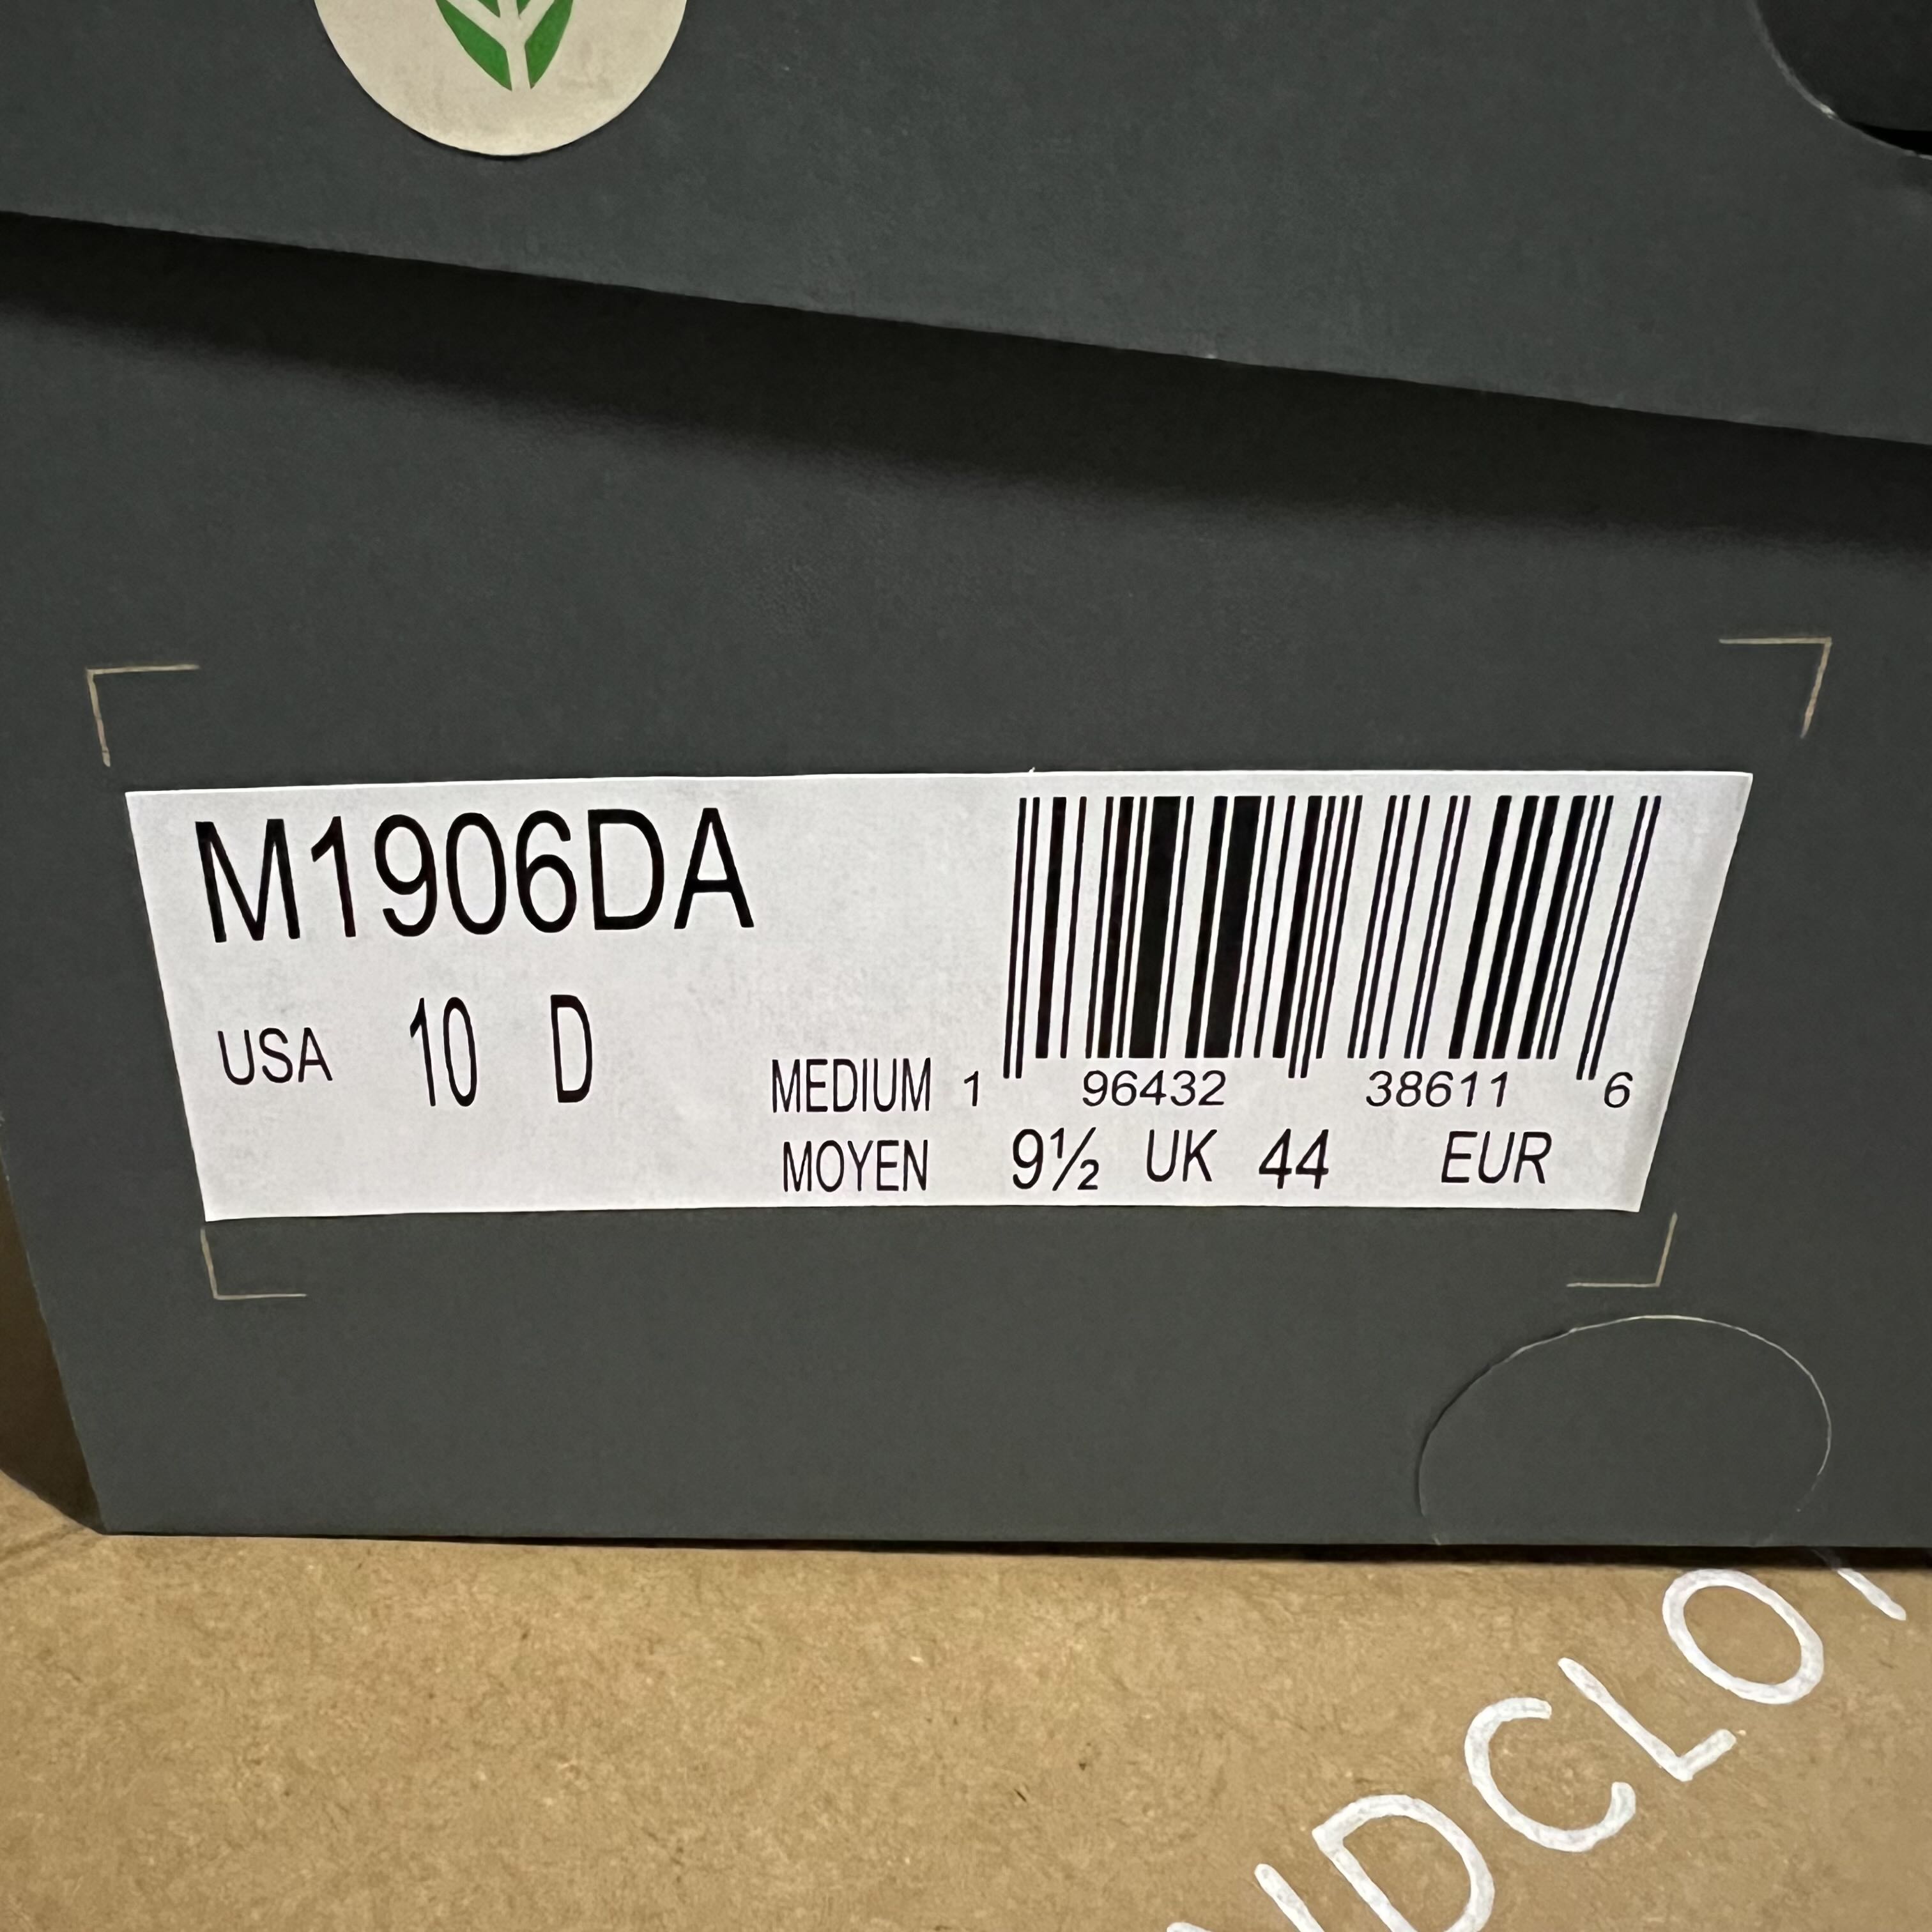 M1906DA
USA 10 D
MEDIUM 1 96432 38611 6
MOYEN 9½ UK 44 EUR